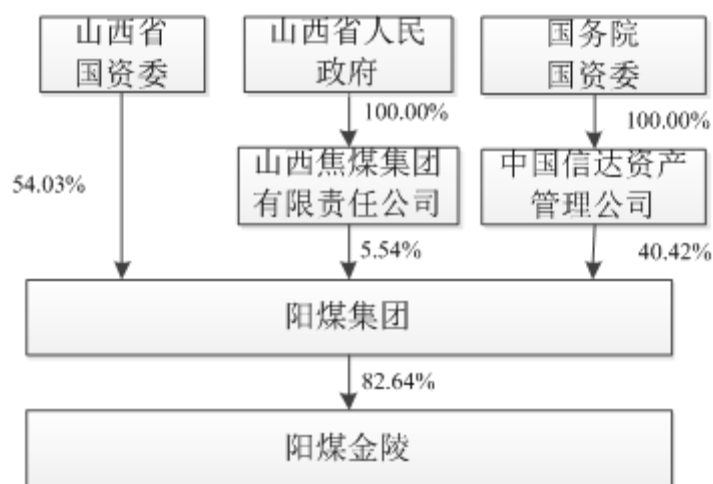 山西省
国资委
山西省人民
政府
国务院
国资委
100.00%
100.00%
54.03%
山西焦煤集团
有限责任公司
中国信达资产
管理公司
5.54%
40.42%
阳煤集团
82.64%
阳煤金陵